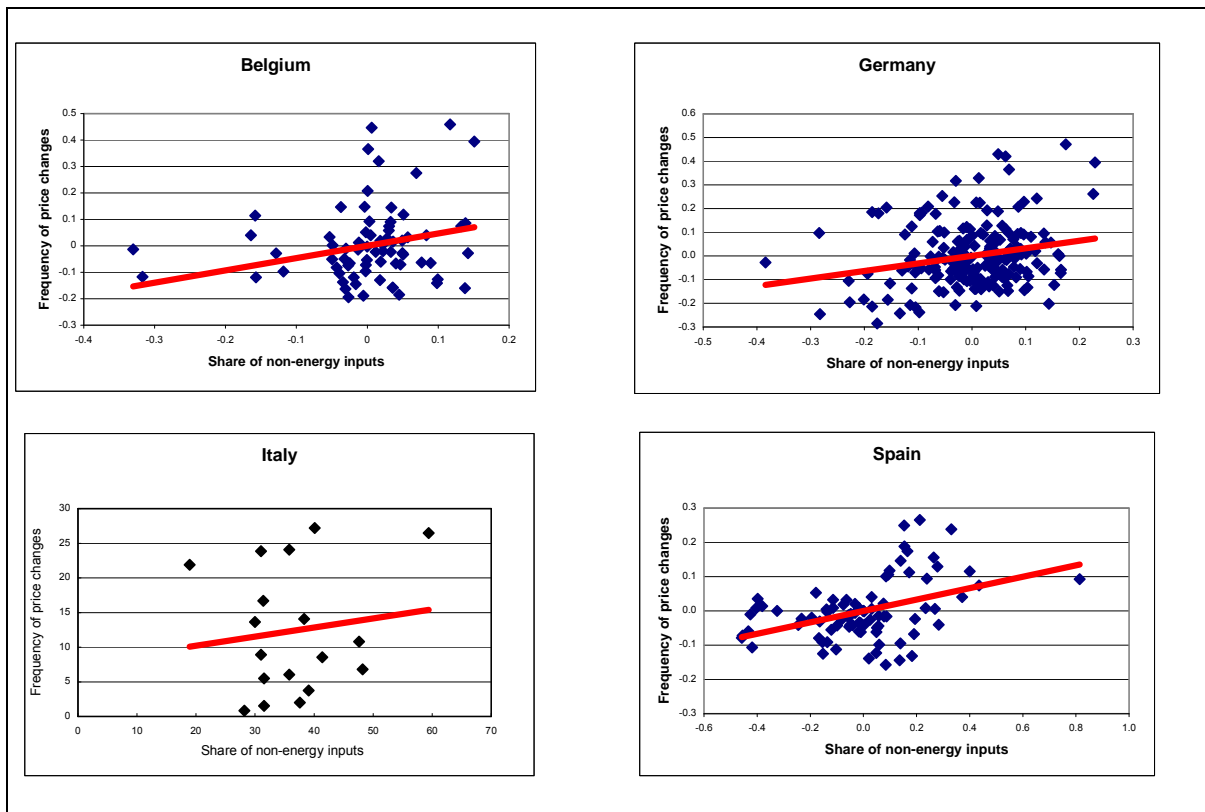 Belgium
Frequency of price changes
0.5
0.4
0.3
0.2
0.1
0
-0.1
-0.2
-0.3
-0.4 -0.3 -0.2 -0.1 0 0.1 0.2
Share of non-energy inputs
Germany
Frequency of price changes
0.6
0.5
0.4
0.3
0.2
0.1
0.0
-0.1
-0.2
-0.3
-0.5 -0.4 -0.3 -0.2 -0.1 0.0 0.1 0.2 0.3
Share of non-energy inputs
Italy
Frequency of price changes
30
25
20
15
10
5
0
0 10 20 30 40 50 60 70
Share of non-energy inputs
Spain
Frequency of price changes
0.3
0.2
0.1
0.0
-0.1
-0.2
-0.3
-0.6 -0.4 -0.2 0.0 0.2 0.4 0.6 0.8 1.0
Share of non-energy inputs